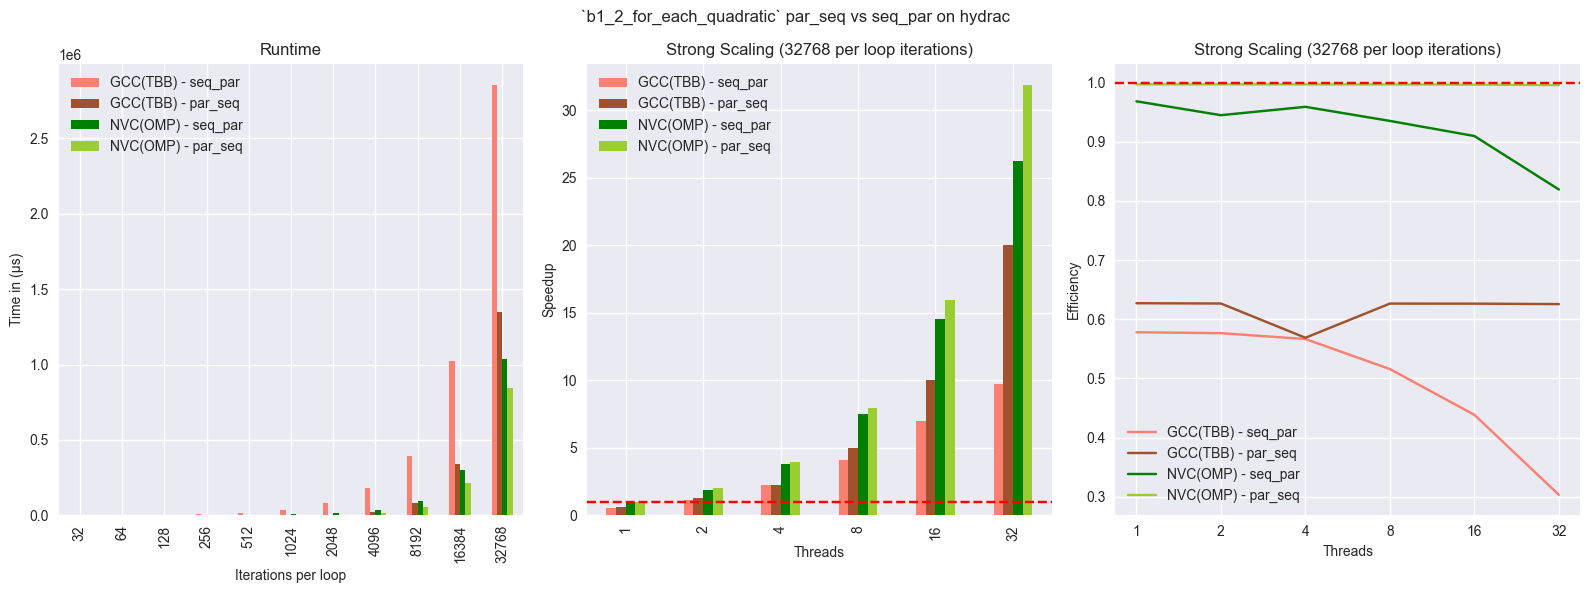 `b1_2_for_each_quadratic` par_seq vs seq_par on hydrac
Runtime
1e6
GCC(TBB) - seq_par
GCC(TBB) - par_seq
NVC(OMP) - seq_par
NVC(OMP) - par_seq
2.5
2.0
1.5
1.0
0.5
0.0
Time in (μs)
32
64
128
256
512
1024
2048
4096
8192
16384
32768
Iterations per loop
Strong Scaling (32768 per loop iterations)
GCC(TBB) - seq_par
GCC(TBB) - par_seq
NVC(OMP) - seq_par
NVC(OMP) - par_seq
30
25
20
15
10
5
0
Speedup
1
2
4
8
16
32
Threads
Strong Scaling (32768 per loop iterations)
1.0
0.9
0.8
0.7
0.6
0.5
0.4
0.3
Efficiency
GCC(TBB) - seq_par
GCC(TBB) - par_seq
NVC(OMP) - seq_par
NVC(OMP) - par_seq
1
2
4
8
16
32
Threads